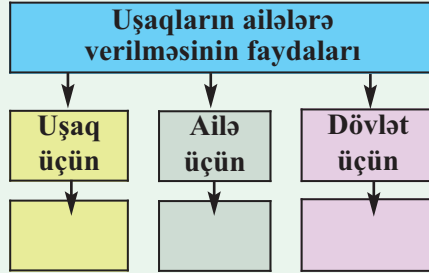 Uşaqların ailələrə
verilməsinin faydaları
Uşaq
üçün
Ailə
üçün
Dövlət
üçün